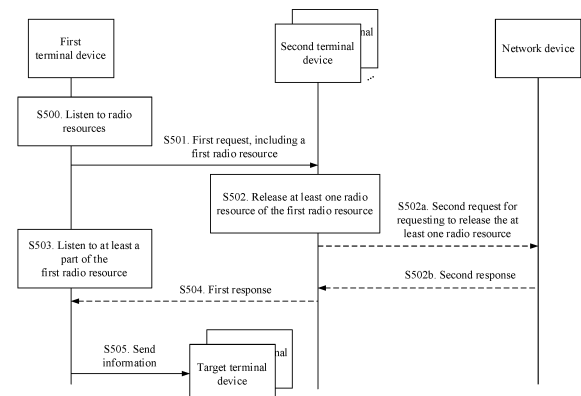 First
terminal device
Second terminal
device
nal
...
Network device
S500. Listen to radio
resources
S501. First request, including a
first radio resource
S502. Release at least one radio
resource of the first radio resource
S502a. Second request for
requesting to release the at
least one radio resource
S503. Listen to at least a
part of the
first radio resource
S502b. Second response
S504. First response
S505. Send
information
Target terminal
device
nal